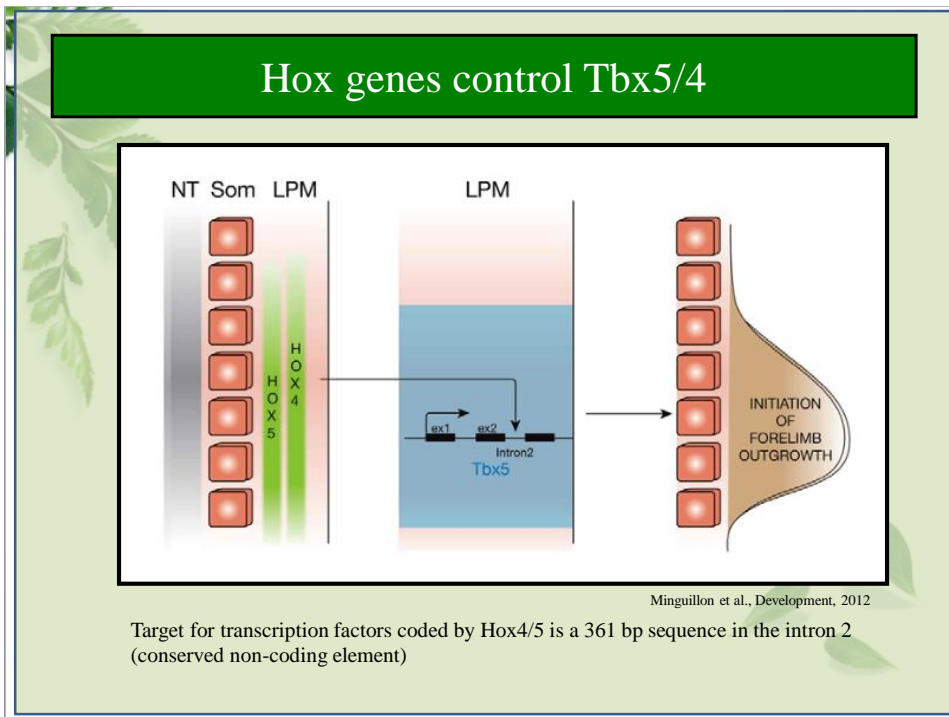 Hox genes control Tbx5/4
NT Som LPM
LPM
H
O
X
5
H
O
X
4
ex1
ex2
Intron2
Tbx5
INITIATION
OF
FORELIMB
OUTGROWTH
Minguillon et al., Development, 2012
Target for transcription factors coded by Hox4/5 is a 361 bp sequence in the intron 2
(conserved non-coding element)